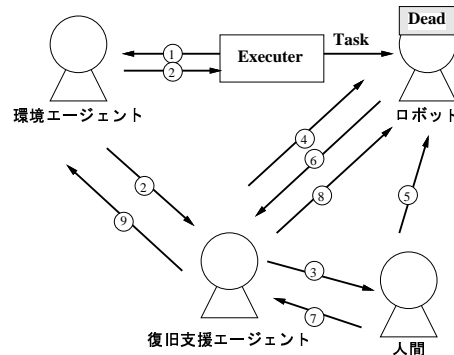 Dead
Task
① Executer
②
環境エージェント
ロボット
④
⑥
⑧
⑤
②
⑨
③
⑦
復旧支援エージェント
人間